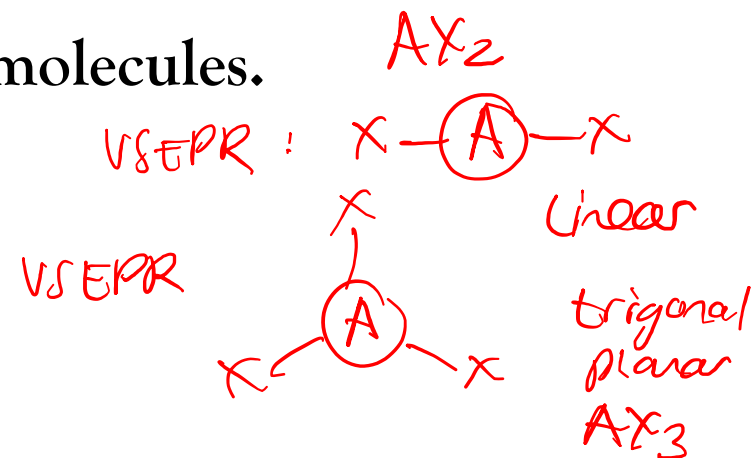 molecules.
AX2
VSEPR : X — A — X
Linear
X
VSEPR
A
X X
trigonal
planar
AX3